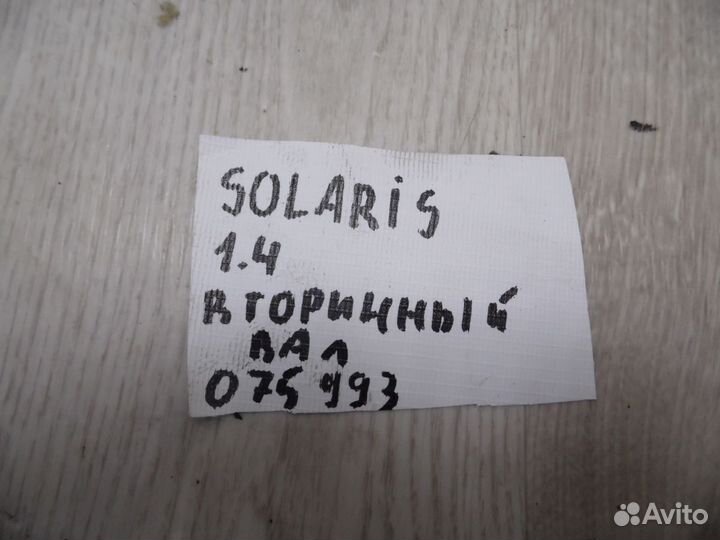 SOLARiS
1.4
ВТОРИЧНЫЙ
ВАЛ
075993
Avito